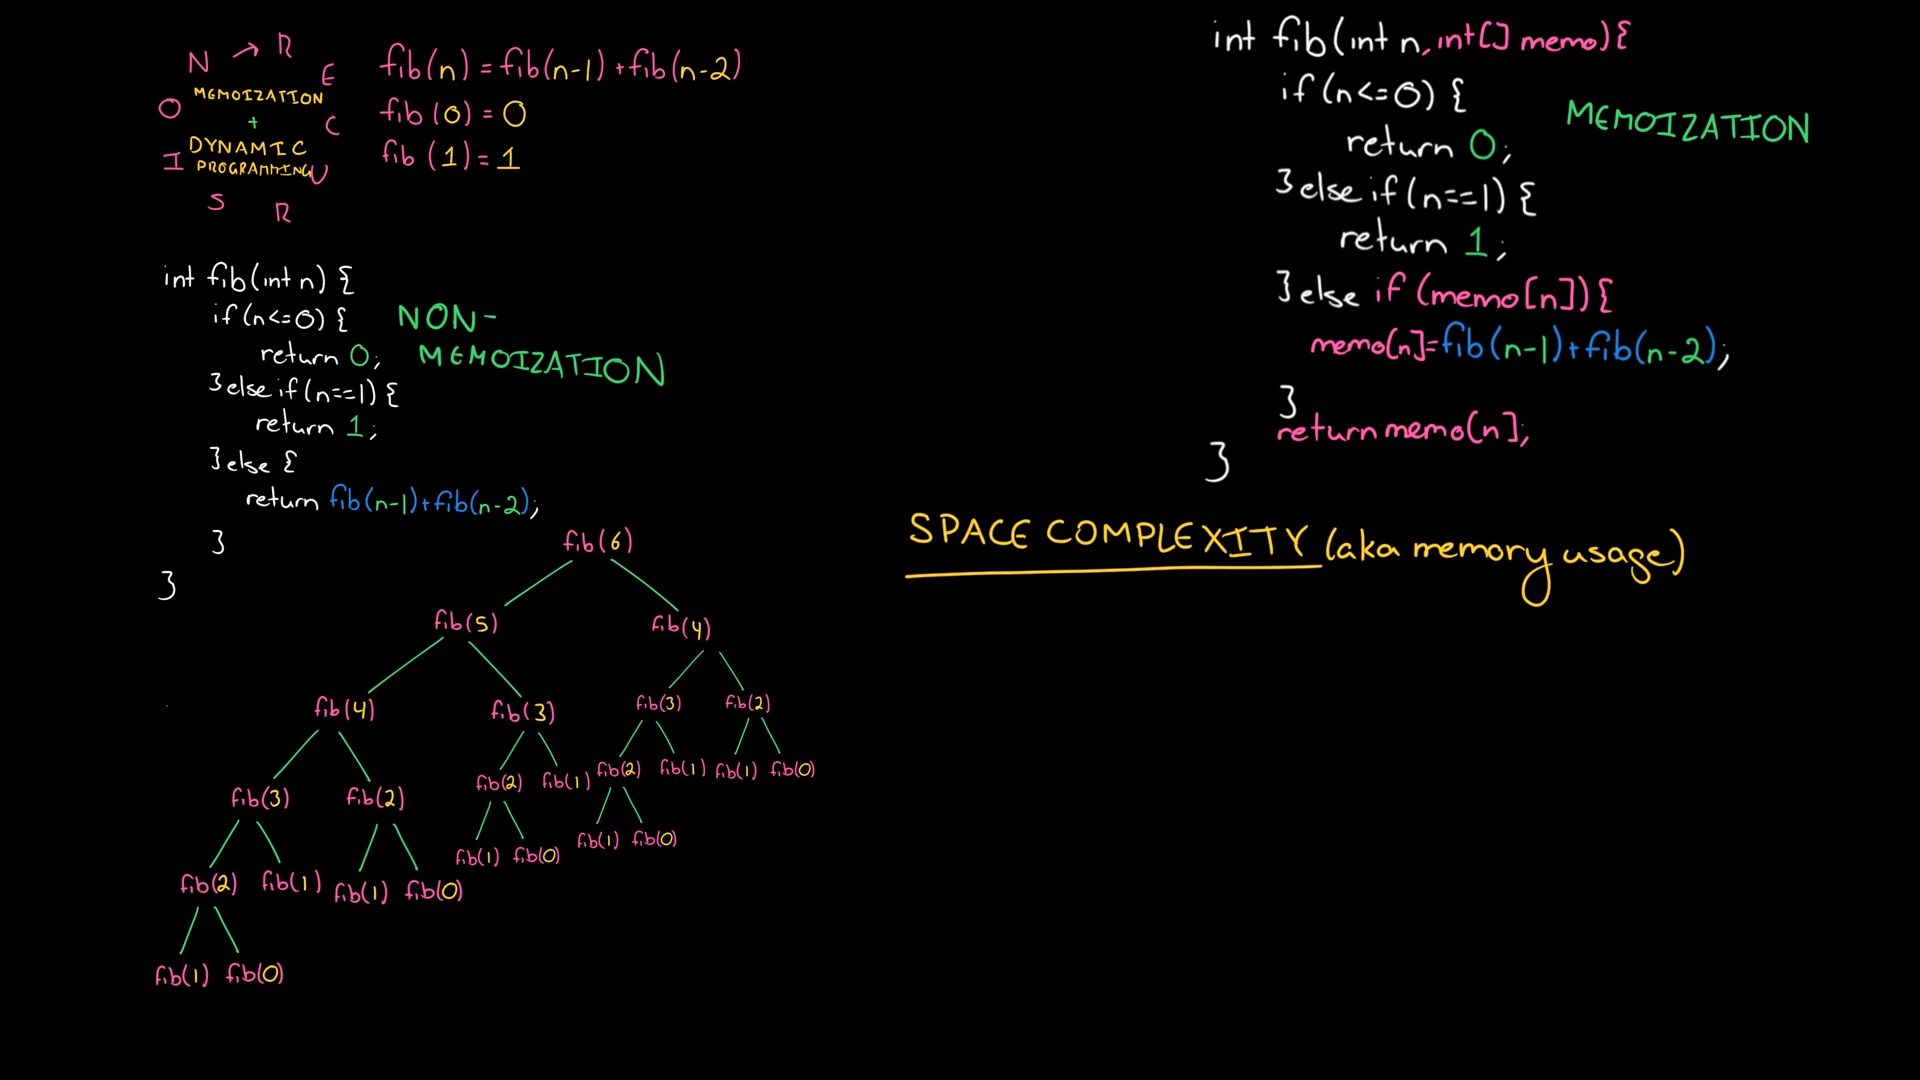 N → R E C U R S I O N
MEMOIZATION
+
DYNAMIC
PROGRAMMING
fib(n) = fib(n-1) + fib(n-2)
fib(0) = 0
fib(1) = 1
int fib(int n) {
if(n<=0) {
return 0;
}else if(n==1) {
return 1;
}else {
return fib(n-1)+fib(n-2);
}
}
NON-
MEMOIZATION
int fib(int n, int[] memo){
if(n<=0) {
return 0;
}else if(n==1) {
return 1;
}else if (memo[n]){
memo[n]=fib(n-1)+fib(n-2);
}
return memo[n];
}
MEMOIZATION
SPACE COMPLEXITY (aka memory usage)
fib(6)
fib(5) fib(4)
fib(4) fib(3) fib(3) fib(2)
fib(3) fib(2) fib(2) fib(1) fib(2) fib(1) fib(1) fib(0)
fib(2) fib(1) fib(1) fib(0) fib(1) fib(0) fib(1) fib(0)
fib(1) fib(0)